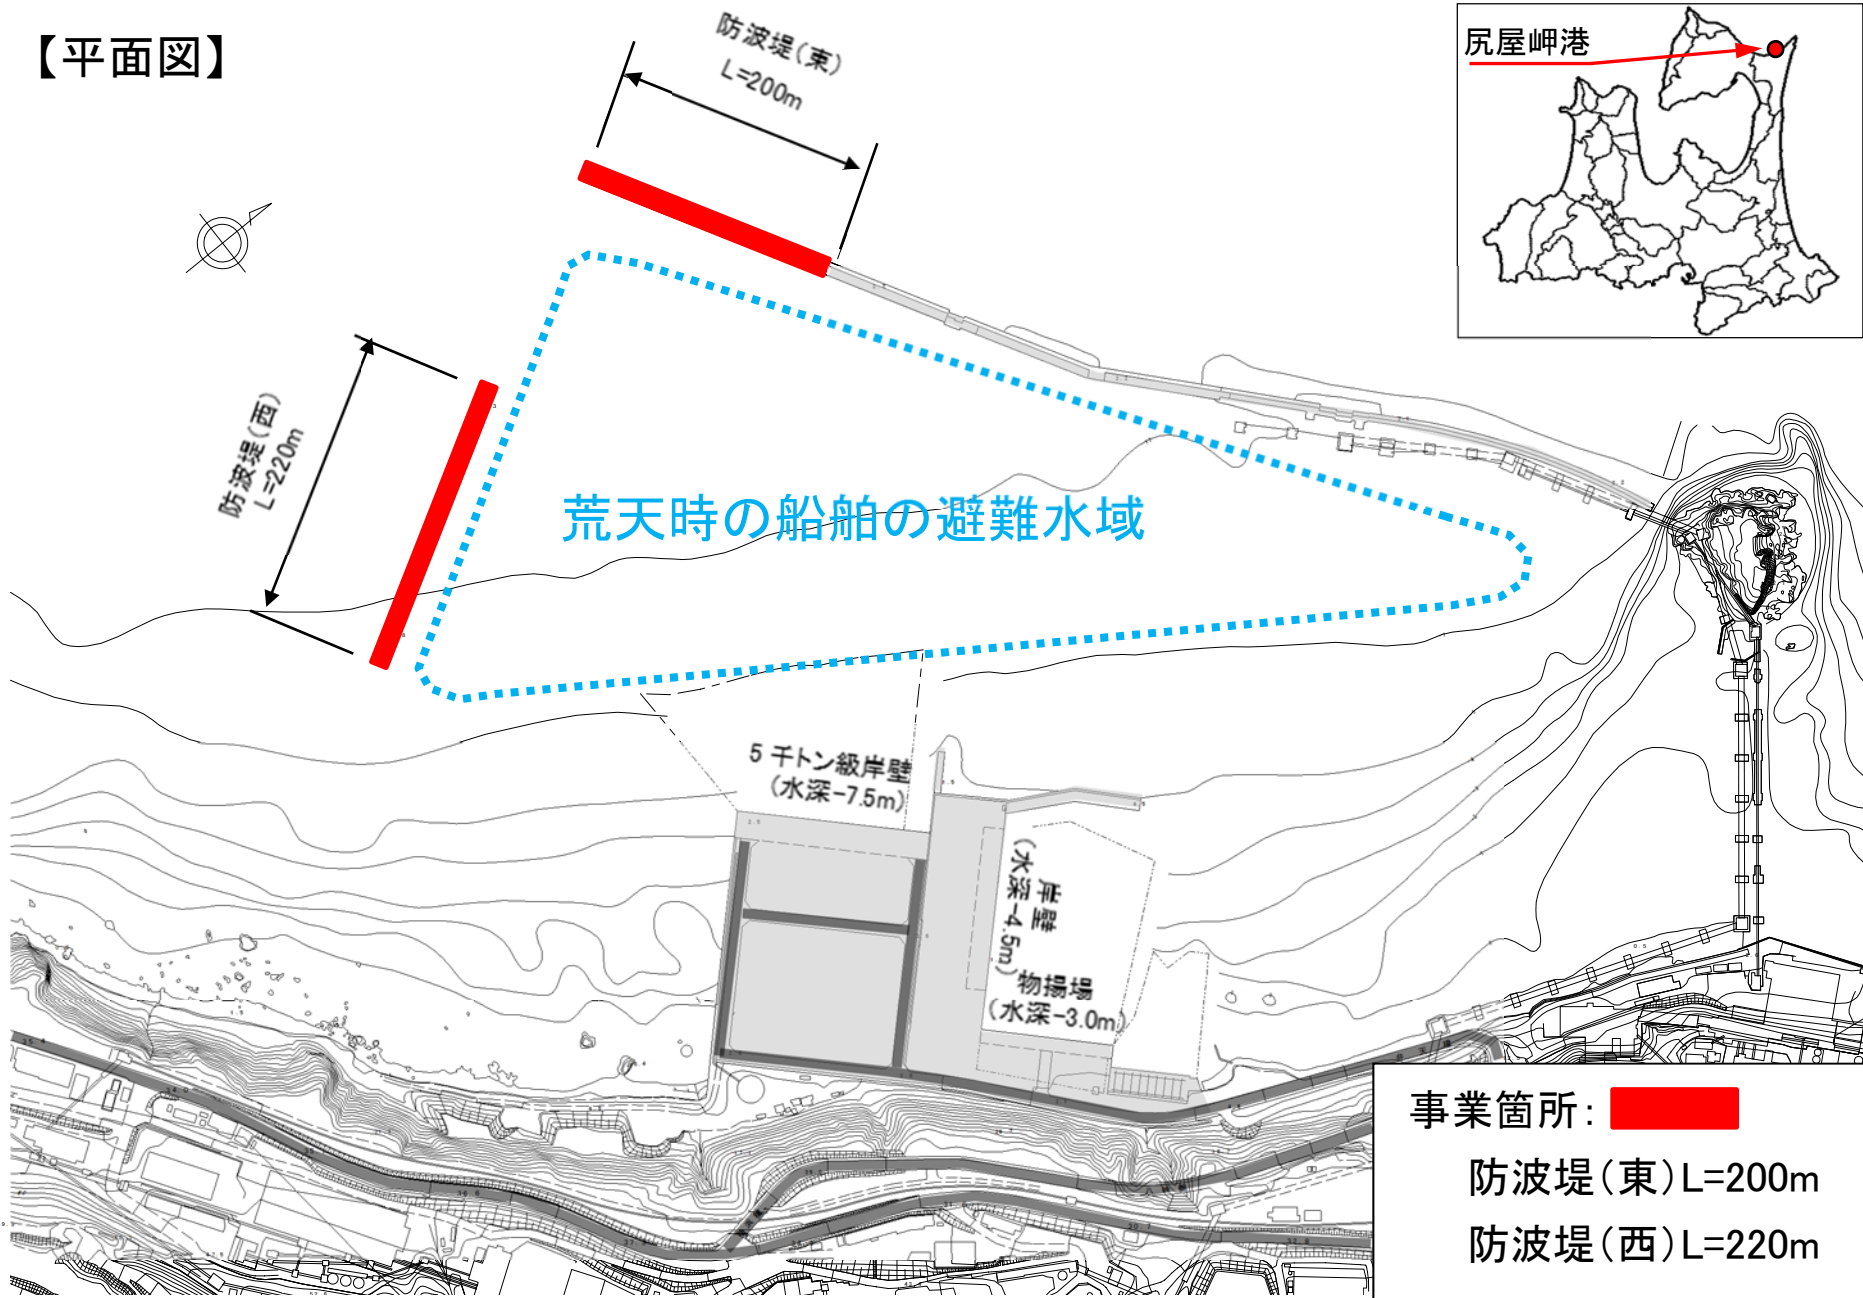 【平面図】
防波堤(東)
L=200m
尻屋岬港
防波堤(西)
L=220m
荒天時の船舶の避難水域
5 千トン級岸壁
(水深-7.5m)
岸壁
(水深-4.5m)
物揚場
(水深-3.0m)
事業箇所:
防波堤(東)L=200m
防波堤(西)L=220m